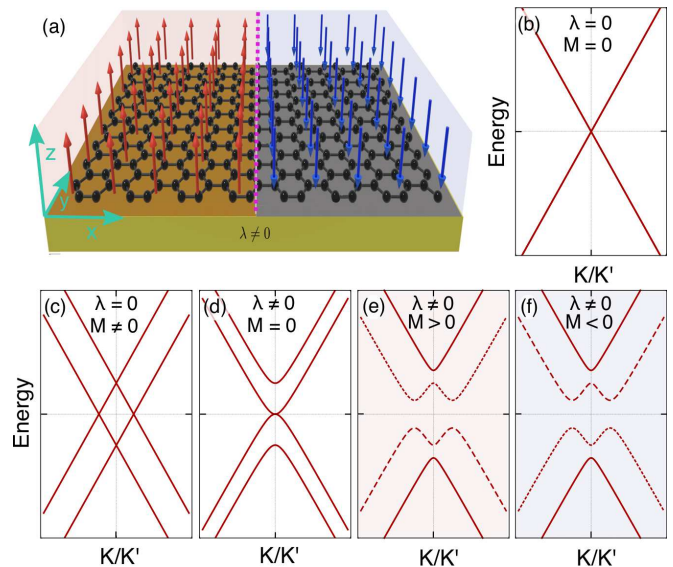 (a)
z
y
x
λ ≠ 0
(b)
λ = 0
M = 0
Energy
K/K'
(c)
λ = 0
M ≠ 0
Energy
K/K'
(d)
λ ≠ 0
M = 0
K/K'
(e)
λ ≠ 0
M > 0
K/K'
(f)
λ ≠ 0
M < 0
K/K'